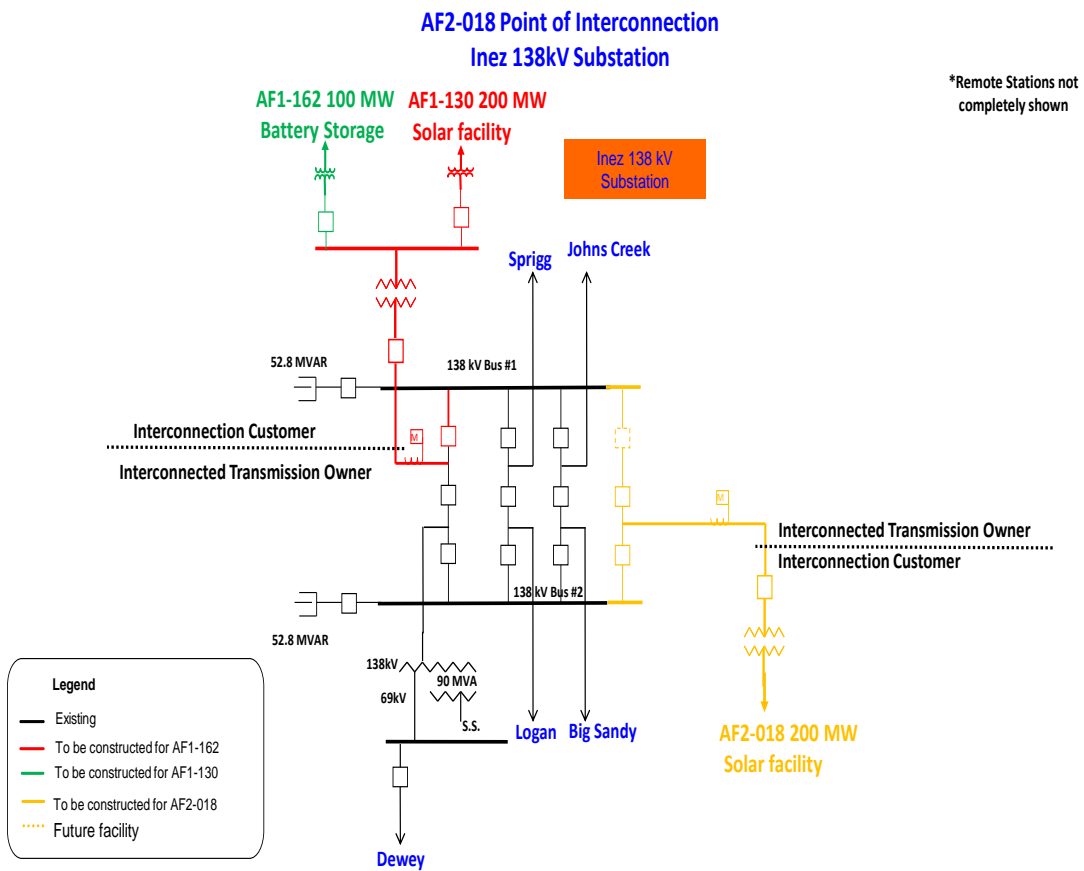 AF2-018 Point of Interconnection
Inez 138kV Substation
*Remote Stations not
completely shown
AF1-162 100 MW
Battery Storage
AF1-130 200 MW
Solar facility
Inez 138 kV
Substation
Sprigg
Johns Creek
52.8 MVAR
138 kV Bus #1
Interconnection Customer
M
Interconnected Transmission Owner
M
Interconnected Transmission Owner
Interconnection Customer
138 kV Bus #2
52.8 MVAR
138kV
90 MVA
69kV
S.S.
Logan
Big Sandy
AF2-018 200 MW
Solar facility
Legend
Existing
To be constructed for AF1-162
To be constructed for AF1-130
To be constructed for AF2-018
Future facility
Dewey